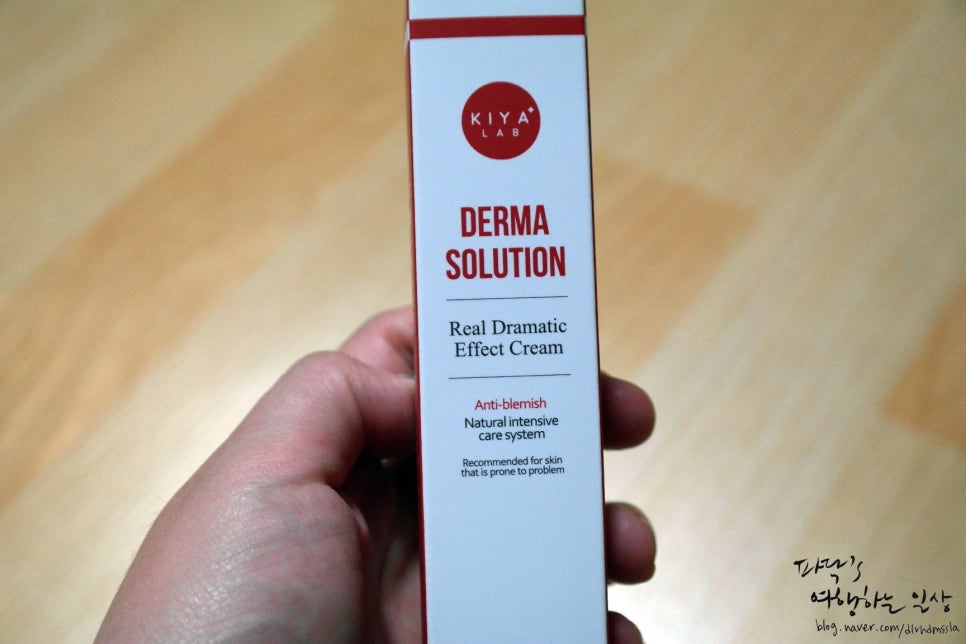 KIYA+
LAB
DERMA
SOLUTION
Real Dramatic
Effect Cream
Anti-blemish
Natural intensive
care system
Recommended for skin
that is prone to problem
파닥's
여행하는 일상
blog.naver.com/dlvhdmssla